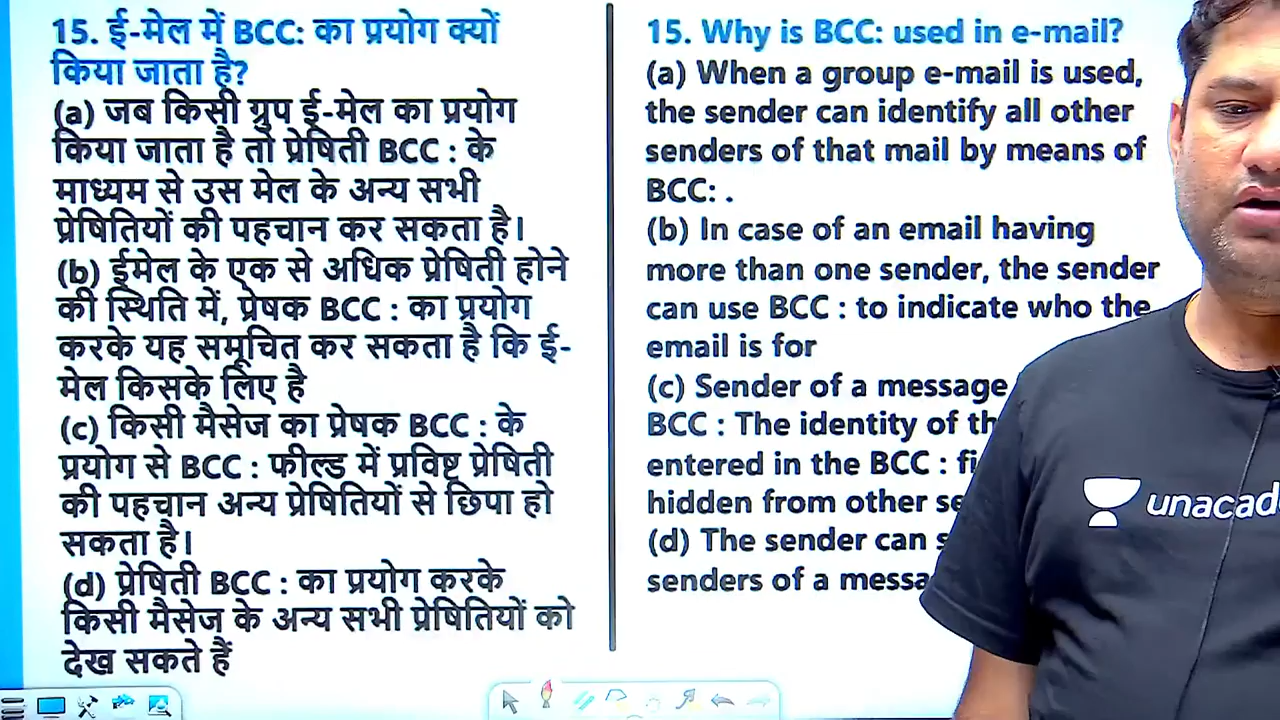 15. ई-मेल में BCC: का प्रयोग क्यों
किया जाता है?
(a) जब किसी ग्रुप ई-मेल का प्रयोग
किया जाता है तो प्रेषिती BCC : के
माध्यम से उस मेल के अन्य सभी
प्रेषितियों की पहचान कर सकता है।
(b) ईमेल के एक से अधिक प्रेषिती होने
की स्थिति में, प्रेषक BCC : का प्रयोग
करके यह समूचित कर सकता है कि ई-
मेल किसके लिए है
(c) किसी मैसेज का प्रेषक BCC : के
प्रयोग से BCC : फील्ड में प्रविष्ट प्रेषिती
की पहचान अन्य प्रेषितियों से छिपा हो
सकता है।
(d) प्रेषिती BCC : का प्रयोग करके
किसी मैसेज के अन्य सभी प्रेषितियों को
देख सकते हैं
15. Why is BCC: used in e-mail?
(a) When a group e-mail is used,
the sender can identify all other
senders of that mail by means of
BCC: .
(b) In case of an email having
more than one sender, the sender
can use BCC : to indicate who the
email is for
(c) Sender of a message
BCC : The identity of
entered in the BCC :
hidden from other
(d) The sender can
senders of a
unacad